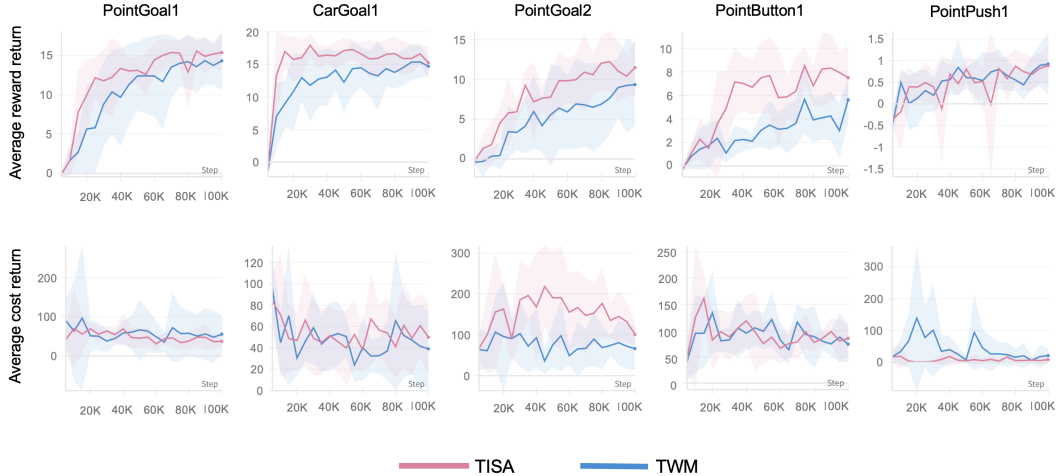 PointGoal1 CarGoal1 PointGoal2 PointButton1 PointPush1
Average reward return
15
10
5
0
Step
20K 40K 60K 80K 100K
20
15
10
5
0
Step
20K 40K 60K 80K 100K
15
10
5
0
Step
20K 40K 60K 80K 100K
10
8
6
4
2
0
Step
20K 40K 60K 80K 100K
1.5
1
0.5
0
-0.5
-1
-1.5
Step
20K 40K 60K 80K 100K
Average cost return
200
100
0
Step
20K 40K 60K 80K 100K
120
100
80
60
40
20
0
Step
20K 40K 60K 80K 100K
300
200
100
0
Step
20K 40K 60K 80K 100K
250
200
150
100
50
0
Step
20K 40K 60K 80K 100K
300
200
100
0
Step
20K 40K 60K 80K 100K
TISA TWM